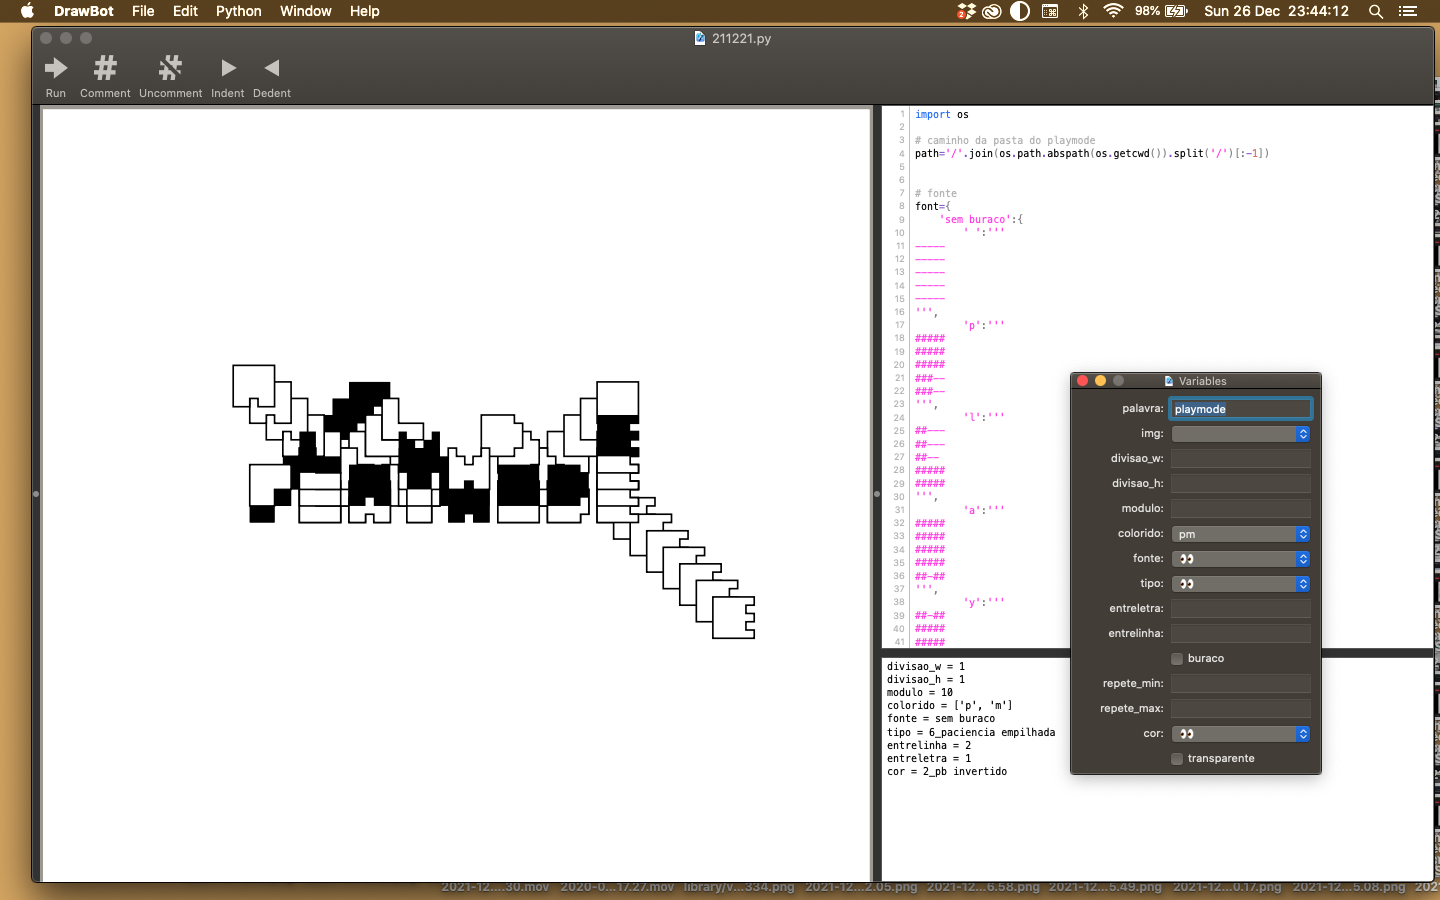 DrawBot File Edit Python Window Help 2 98% Sun 26 Dec 23:44:12
211221.py
Run Comment Uncomment Indent Dedent
1 import os
2
3 # caminho da pasta do playmode
4 path='/'.join(os.path.abspath(os.getcwd()).split('/')[:-1])
5
6
7 # fonte
8 font={
9 'sem buraco':{
10 ' ':'''
11 -----
12 -----
13 -----
14 -----
15 -----
16 ''',
17 'p':'''
18 #####
19 #####
20 #####
21 ###--
22 ###--
23 ''',
24 'l':'''
25 ##---
26 ##---
27 ##--
28 #####
29 #####
30 ''',
31 'a':'''
32 #####
33 #####
34 #####
35 #####
36 ##-##
37 ''',
38 'y':'''
39 ##-##
40 #####
41 #####
divisao_w = 1
divisao_h = 1
modulo = 10
colorido = ['p', 'm']
fonte = sem buraco
tipo = 6_paciencia empilhada
entrelinha = 2
entreletra = 1
cor = 2_pb invertido
Variables
palavra: playmode
img:
divisao_w:
divisao_h:
modulo:
colorido: pm
fonte: 👀
tipo: 👀
entreletra:
entrelinha:
buraco
repete_min:
repete_max:
cor: 👀
transparente
2021-12....30.mov 2020-0...17.27.mov library/v...334.png 2021-12...2.05.png 2021-12...6.58.png 2021-12...5.49.png 2021-12...0.17.png 2021-12...5.08.png 2021